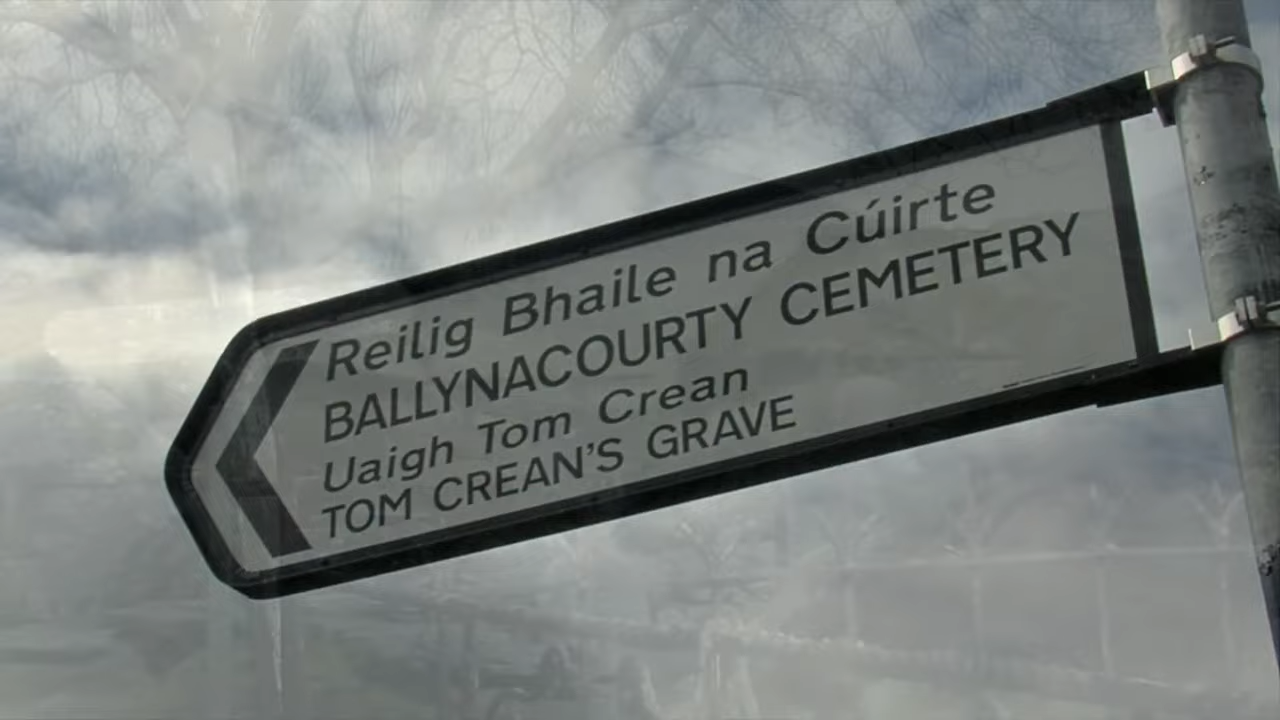 Reilig Bhaile na Cúirte
BALLYNACOURTY CEMETERY
Uaigh Tom Crean
TOM CREAN'S GRAVE